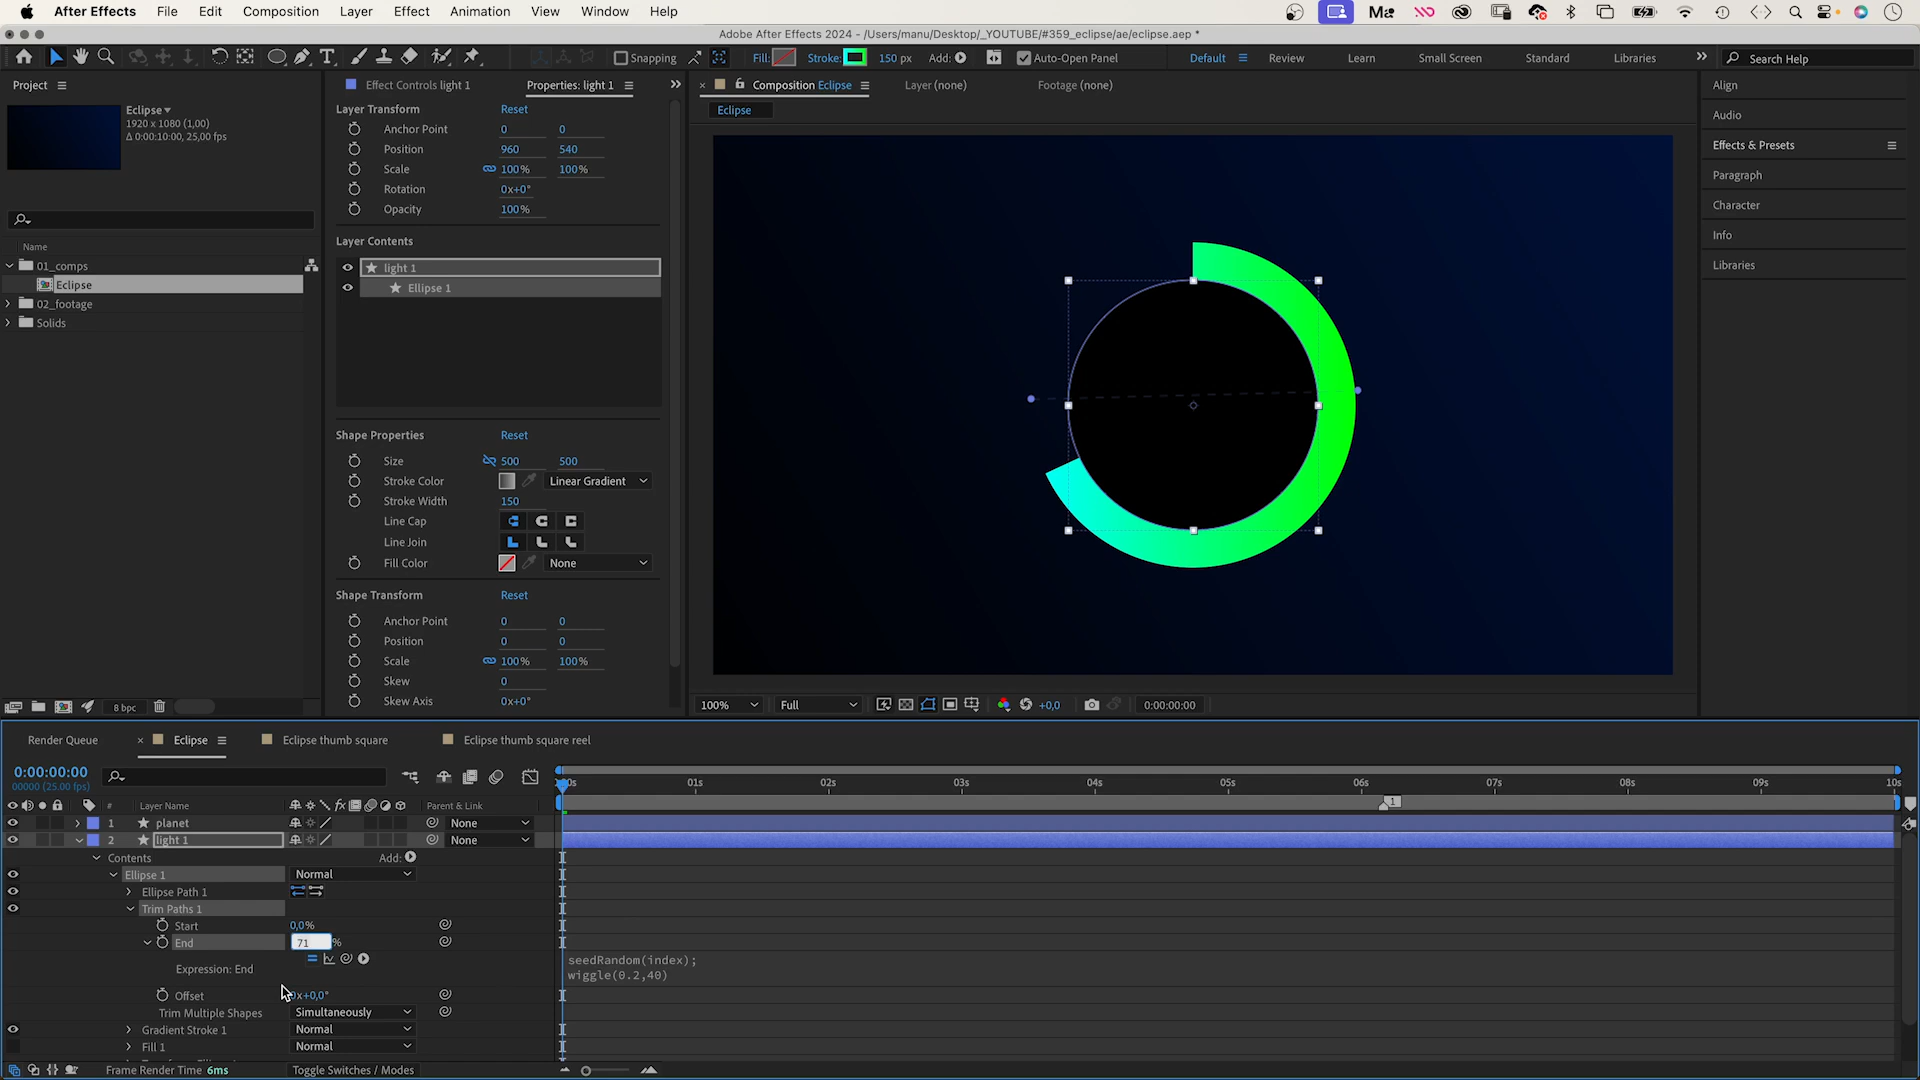 After Effects File Edit Composition Layer Effect Animation View Window Help
Adobe After Effects 2024 - /Users/manu/Desktop/_YOUTUBE/#359_eclipse/ae/eclipse.aep *
Snapping Fill: Stroke: 150 px Add: Auto-Open Panel Default Review Learn Small Screen Standard Libraries Search Help
Project
Eclipse
1920 x 1080 (1,00)
Δ 0:00:10:00, 25,00 fps
Name
01_comps
Eclipse
02_footage
Solids
8 bpc
Effect Controls light 1 Properties: light 1
Layer Transform Reset
Anchor Point 0 0
Position 960 540
Scale 100% 100%
Rotation 0x+0°
Opacity 100%
Layer Contents
light 1
Ellipse 1
Shape Properties Reset
Size 500 500
Stroke Color Linear Gradient
Stroke Width 150
Line Cap
Line Join
Fill Color None
Shape Transform Reset
Anchor Point 0 0
Position 0 0
Scale 100% 100%
Skew 0
Skew Axis 0x+0°
Composition Eclipse Layer (none) Footage (none)
Eclipse
100% Full +0,0 0:00:00:00
Align
Audio
Effects & Presets
Paragraph
Character
Info
Libraries
Render Queue Eclipse Eclipse thumb square Eclipse thumb square reel
0:00:00:00
00000 (25.00 fps)
# Layer Name Parent & Link
1 planet None
2 light 1 None
Contents Add:
Ellipse 1 Normal
Ellipse Path 1
Trim Paths 1
Start 0,0%
End 71 %
Expression: End
Offset 0x+0,0°
Trim Multiple Shapes Simultaneously
Gradient Stroke 1 Normal
Fill 1 Normal
Frame Render Time 6ms Toggle Switches / Modes
01s 02s 03s 04s 05s 06s 07s 08s 09s 10s
1
seedRandom(index);
wiggle(0.2,40)